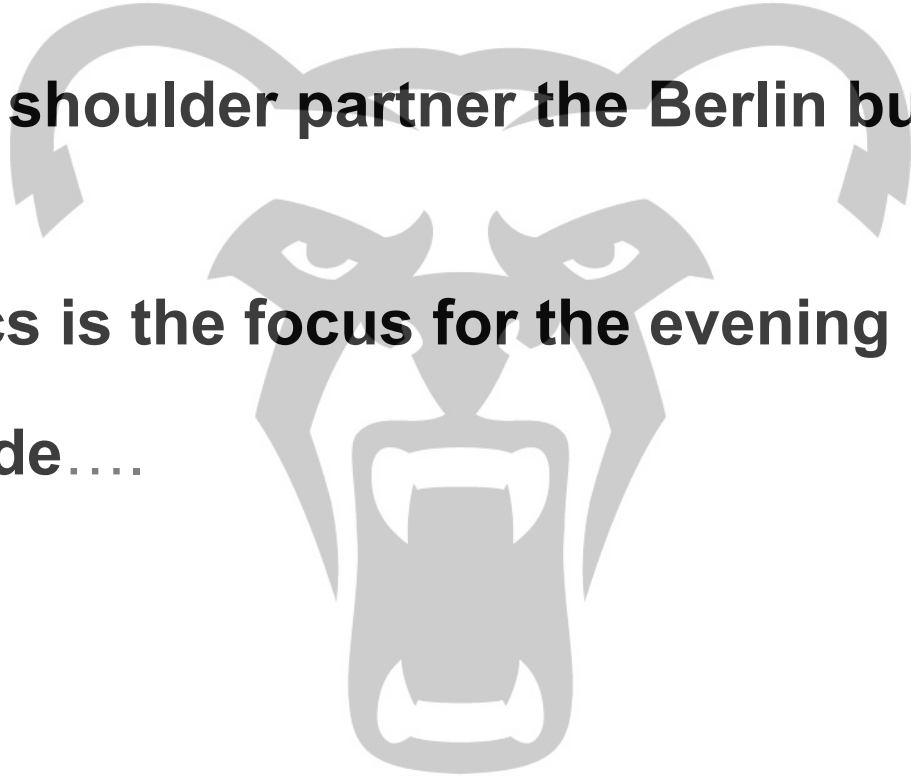 shoulder partner the Berlin bu
cs is the focus for the evening
de….